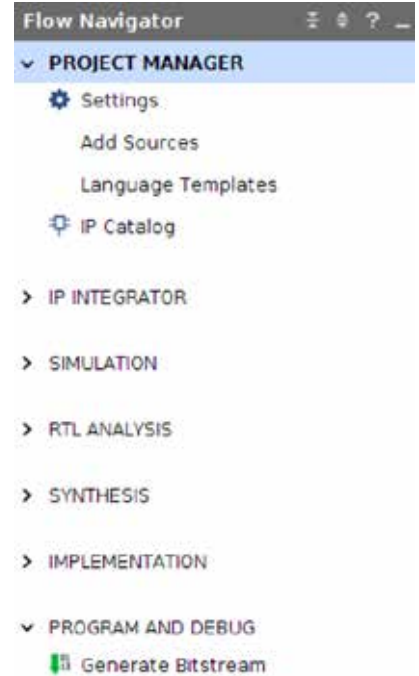 Flow Navigator ?
PROJECT MANAGER
Settings
Add Sources
Language Templates
IP Catalog
IP INTEGRATOR
SIMULATION
RTL ANALYSIS
SYNTHESIS
IMPLEMENTATION
PROGRAM AND DEBUG
Generate Bitstream